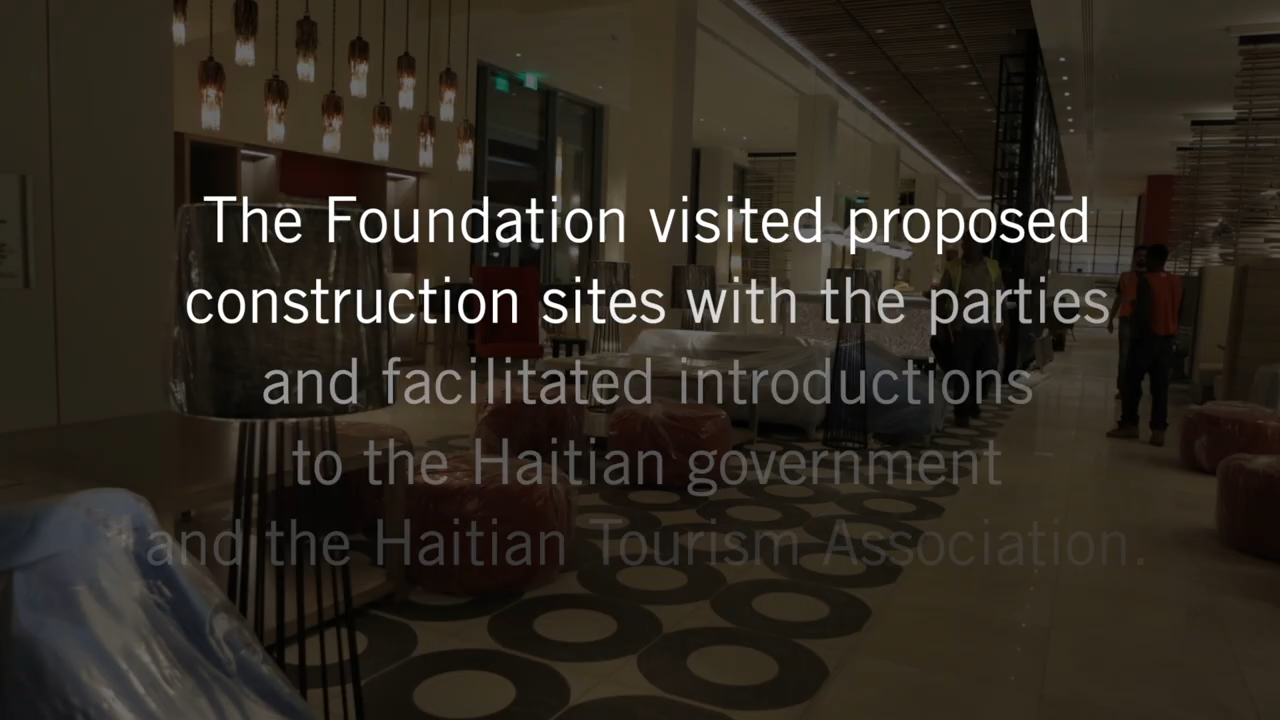 The Foundation visited proposed
construction sites with the parties
and facilitated introductions
to the Haitian government
and the Haitian Tourism Association.